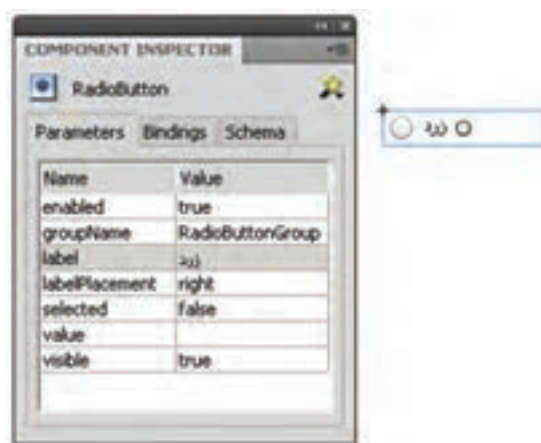 COMPONENT INSPECTOR
RadioButton
Parameters Bindings Schema
Name Value
enabled true
groupName RadioButtonGroup
label زرد
labelPlacement right
selected false
value
visible true
زرد